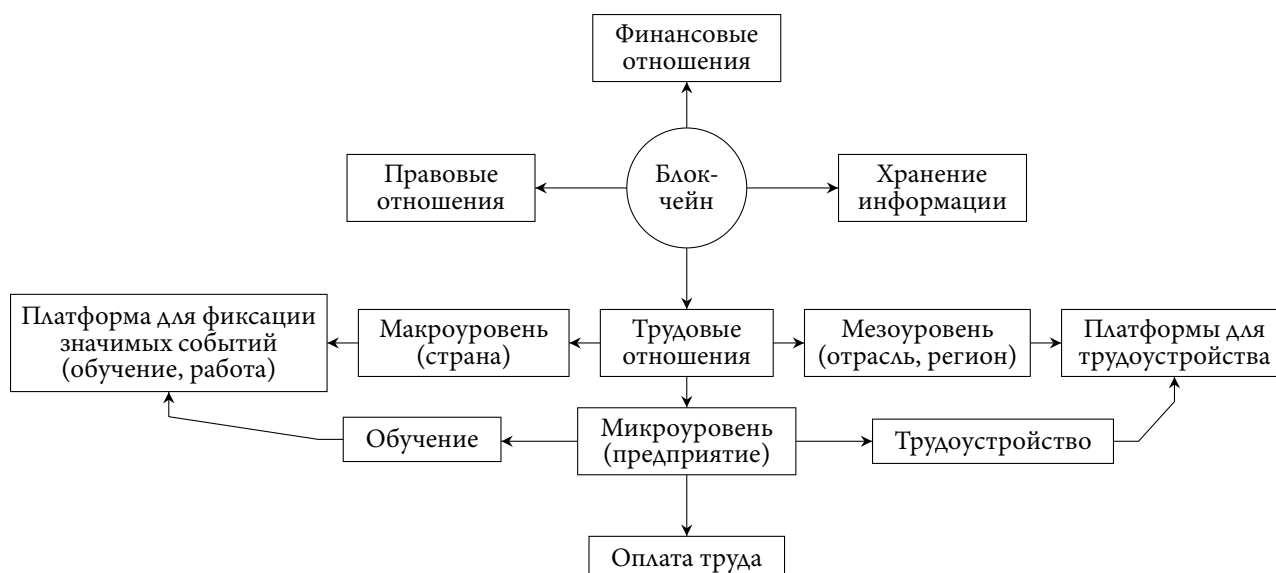 Финансовые
отношения
Правовые
отношения
Блок-
чейн
Хранение
информации
Платформа для фиксации
значимых событий
(обучение, работа)
Макроуровень
(страна)
Трудовые
отношения
Мезоуровень
(отрасль, регион)
Платформы для
трудоустройства
Обучение
Микроуровень
(предприятие)
Трудоустройство
Оплата труда